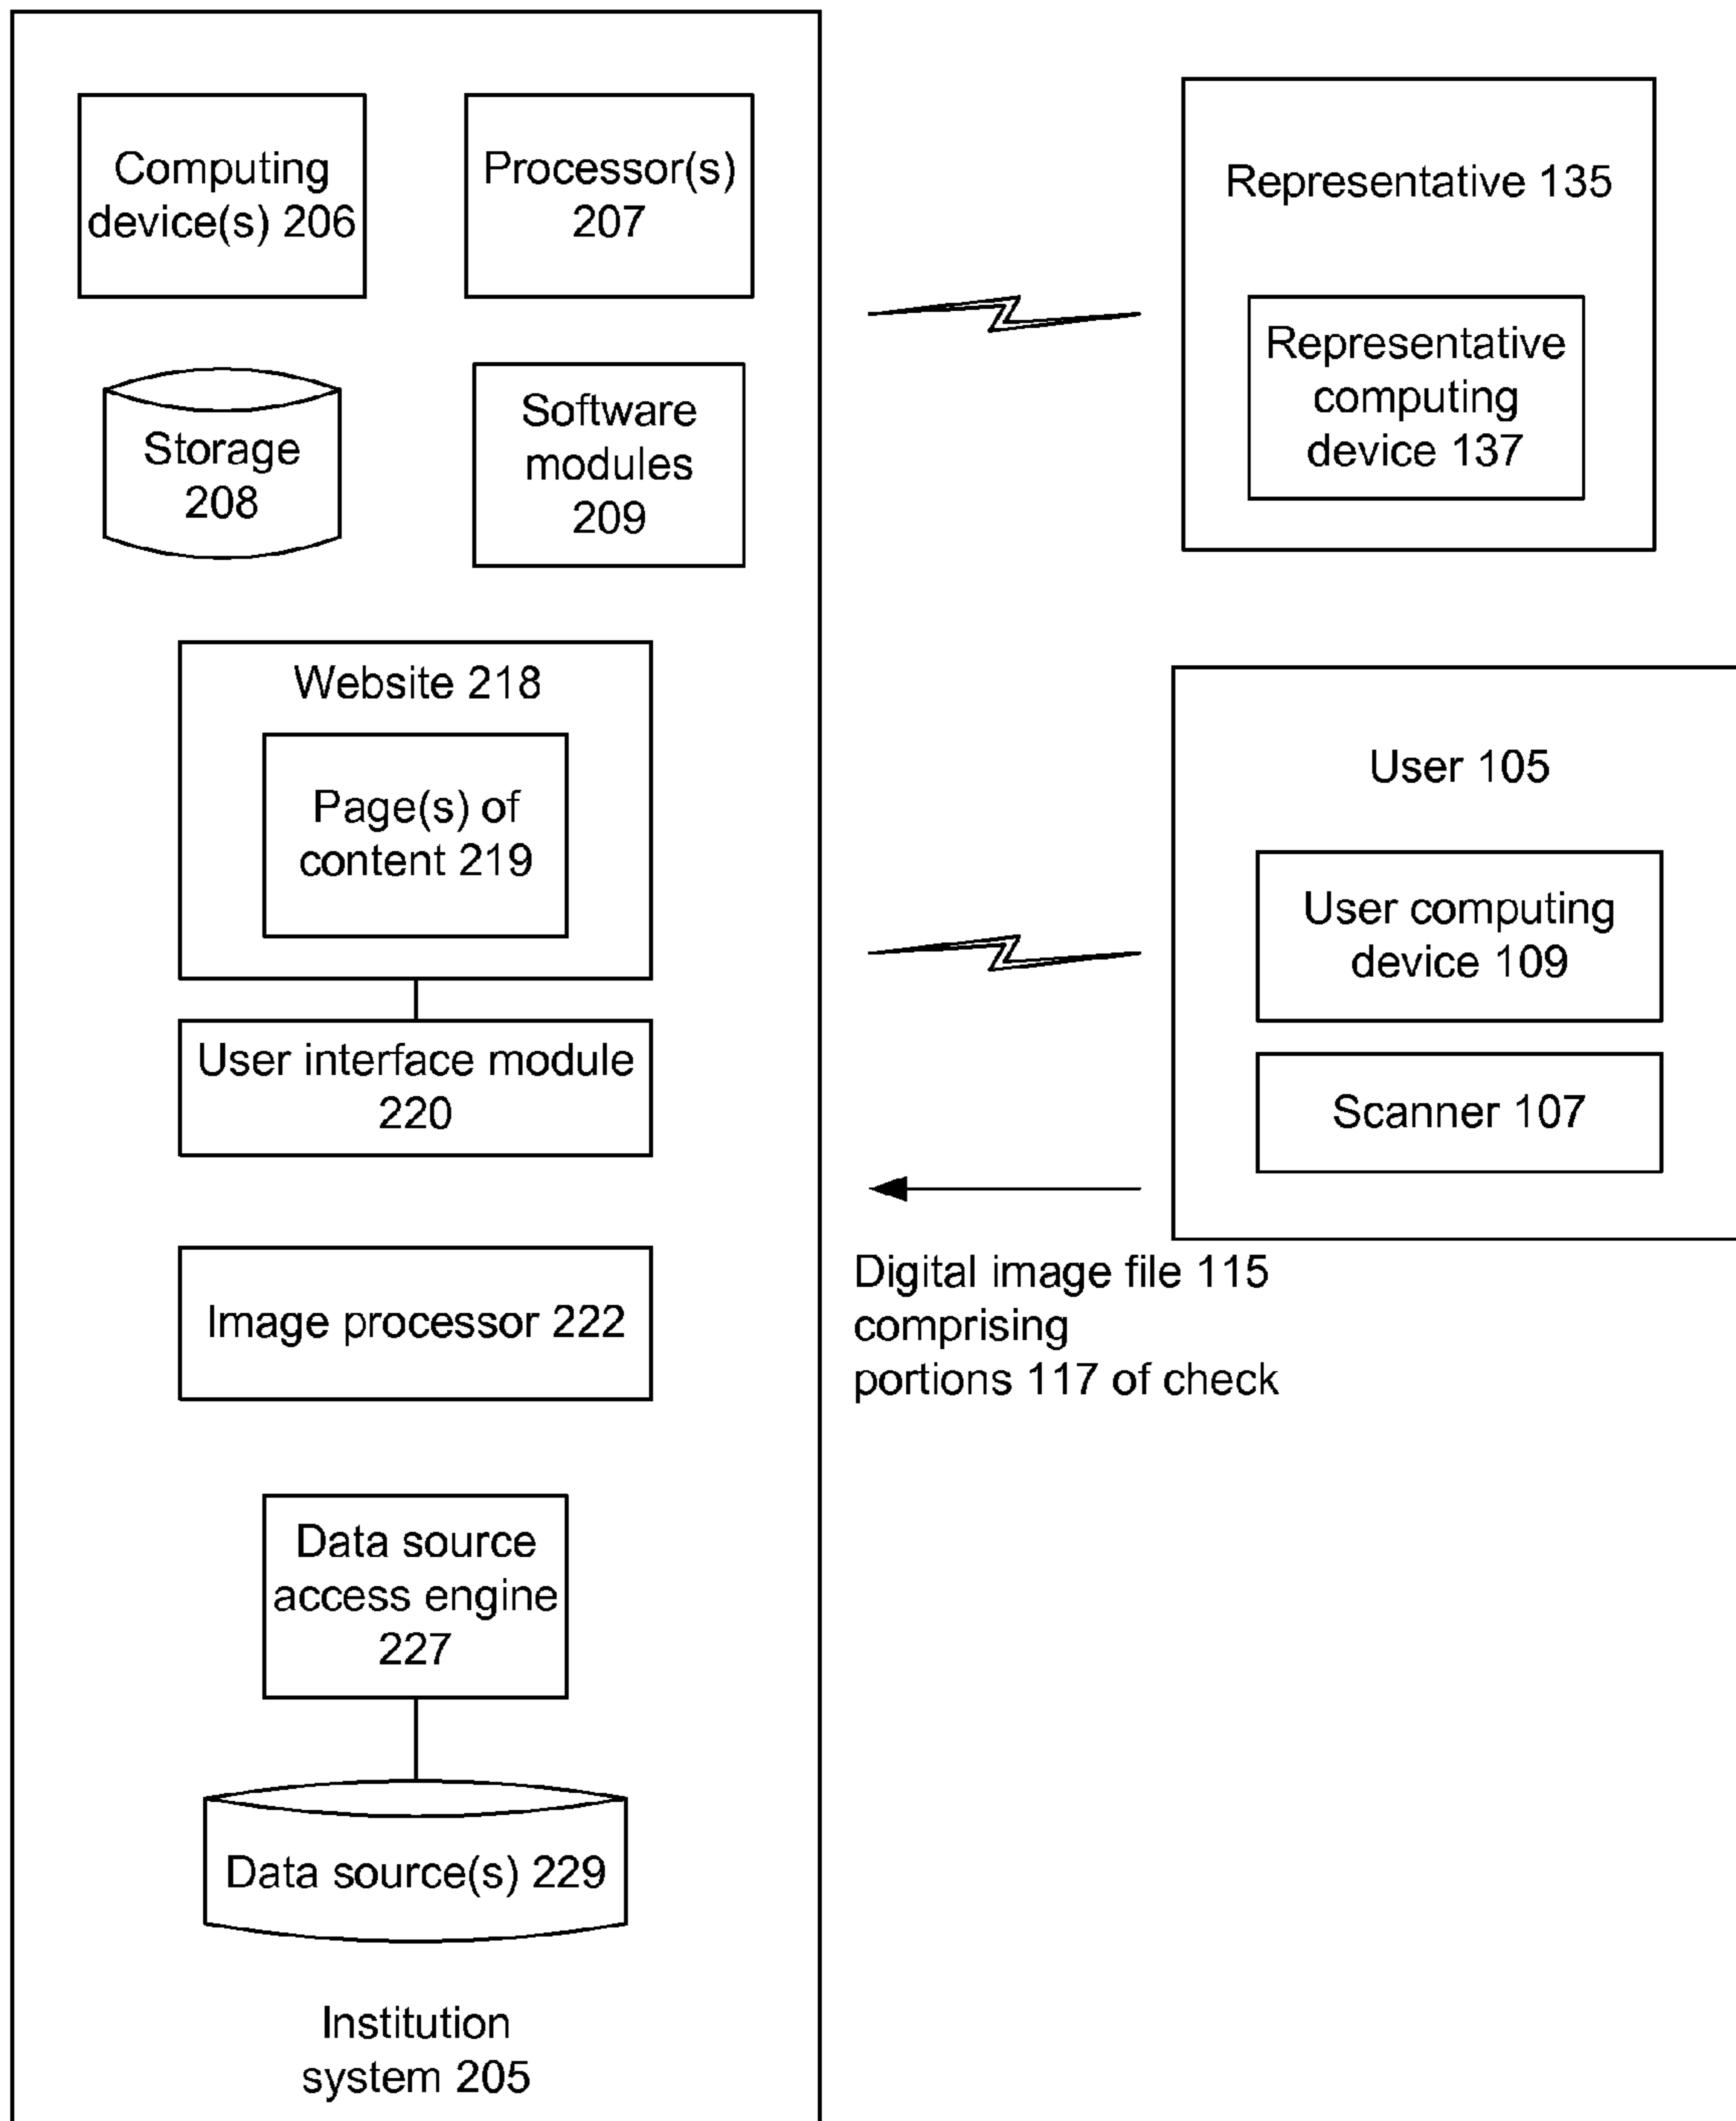 Computing
device(s) 206
Processor(s)
207
Storage
208
Software
modules
209
Website 218
Page(s) of
content 219
User interface module
220
Image processor 222
Data source
access engine
227
Data source(s) 229
Institution
system 205
Representative 135
Representative
computing
device 137
User 105
User computing
device 109
Scanner 107
Digital image file 115
comprising
portions 117 of check